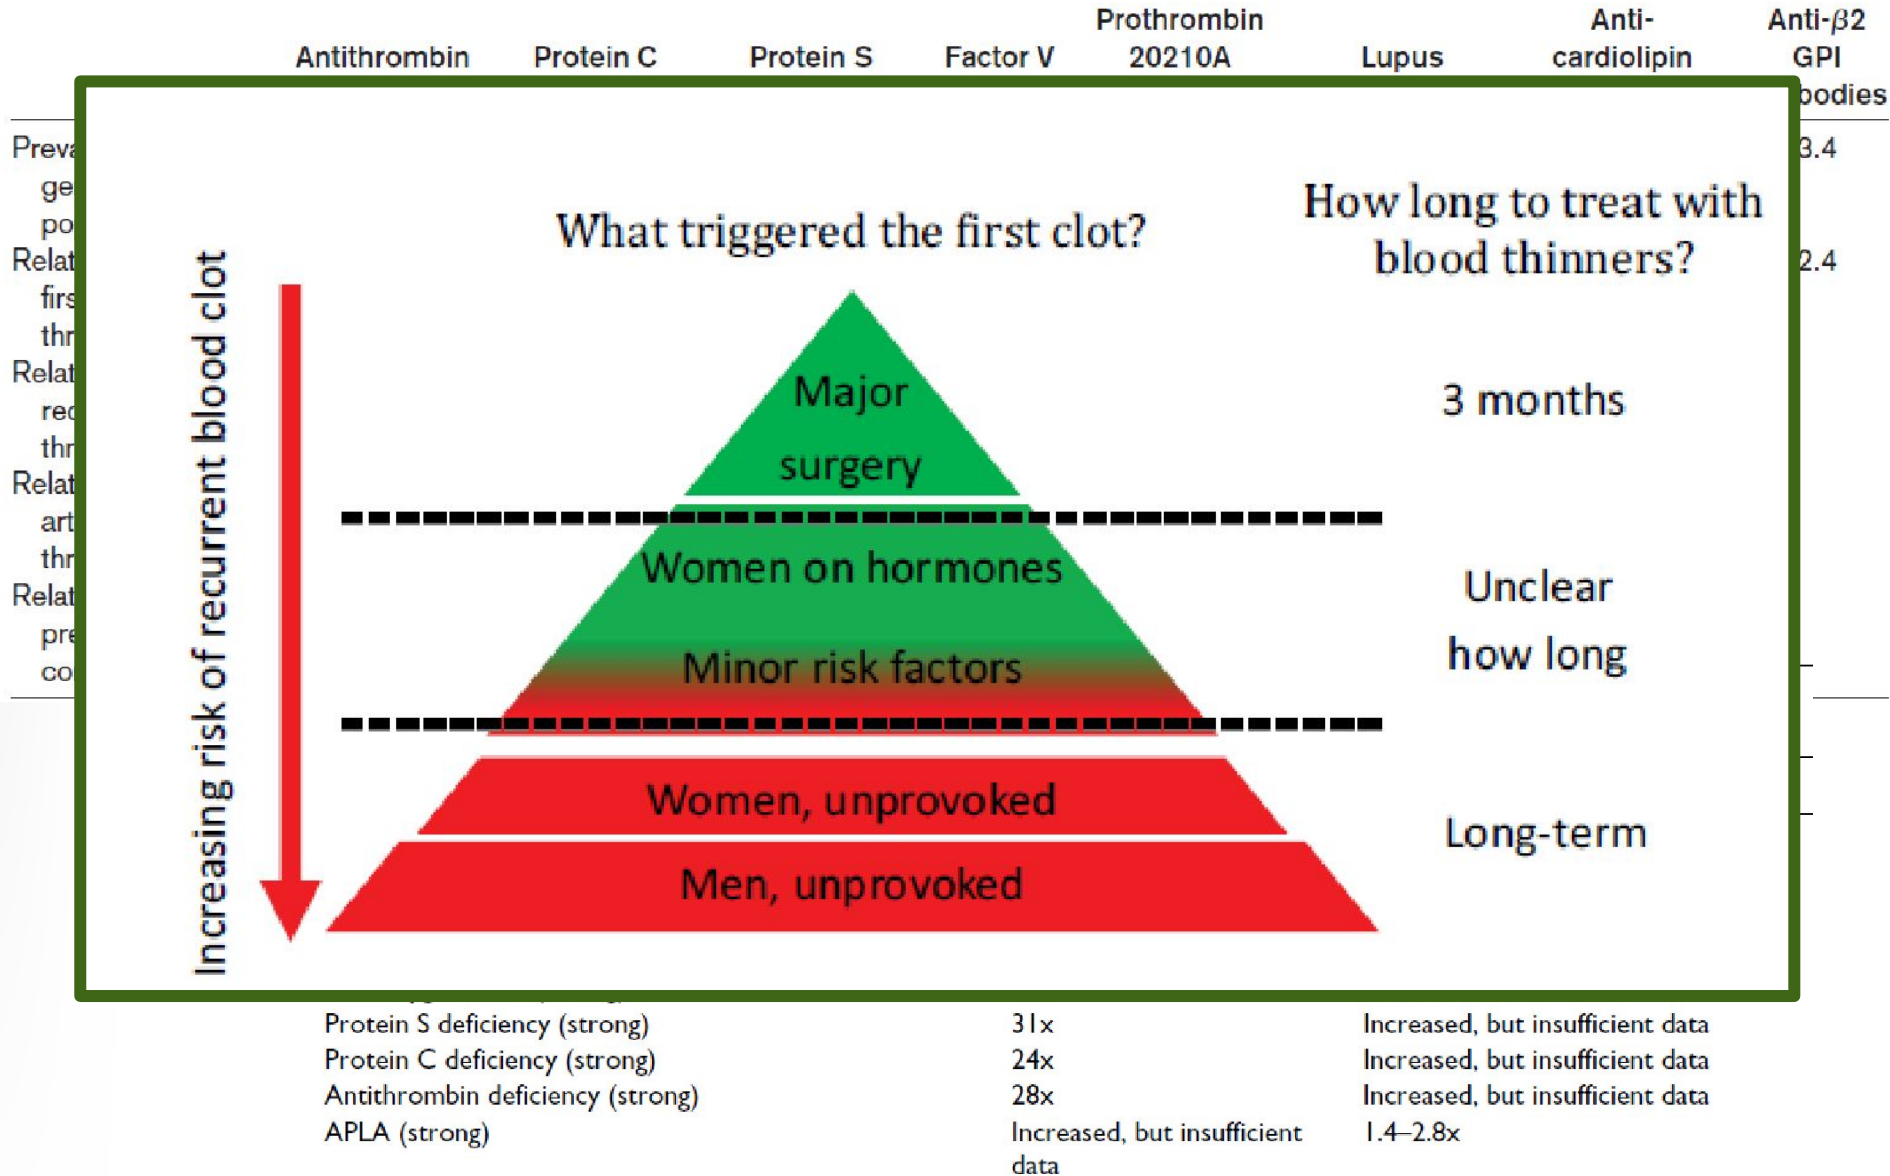 Prothrombin Anti- Anti-β2
Antithrombin Protein C Protein S Factor V 20210A Lupus cardiolipin GPI
bodies
3.4
ge
po
2.4
What triggered the first clot?
How long to treat with
blood thinners?
Increasing risk of recurrent blood clot
Major
surgery
3 months
Women on hormones
Minor risk factors
Unclear
how long
Women, unprovoked
Men, unprovoked
Long-term
Protein S deficiency (strong) 31x Increased, but insufficient data
Protein C deficiency (strong) 24x Increased, but insufficient data
Antithrombin deficiency (strong) 28x Increased, but insufficient data
APLA (strong) Increased, but insufficient 1.4–2.8x
data